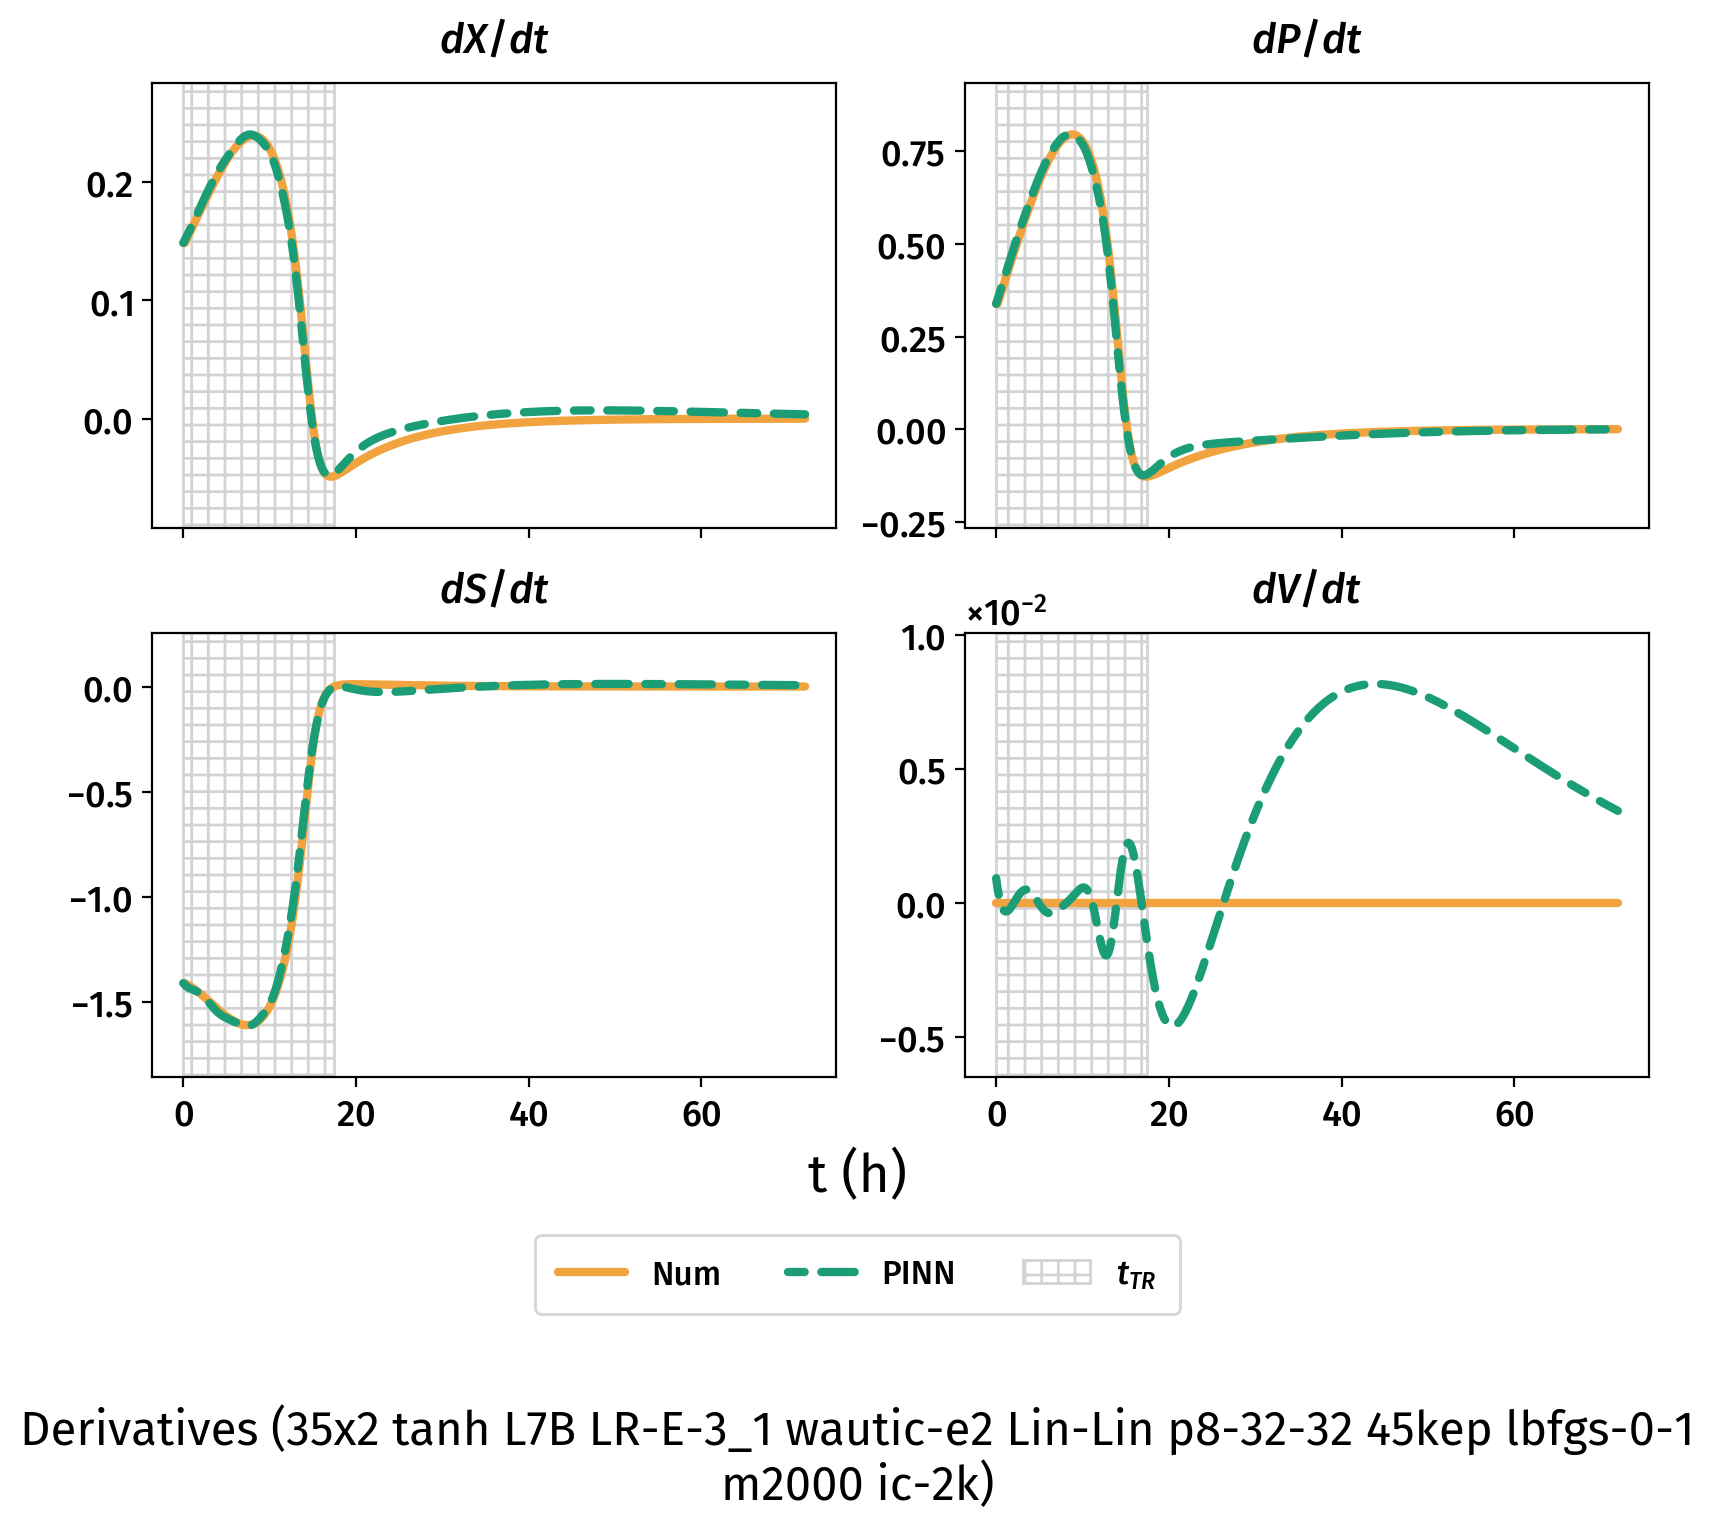 dX/dt
dP/dt
0.2
0.1
0.0
0.75
0.50
0.25
0.00
−0.25
dS/dt
dV/dt
×10⁻²
0.0
−0.5
−1.0
−1.5
1.0
0.5
0.0
−0.5
0 20 40 60
0 20 40 60
t (h)
Num PINN t_TR
Derivatives (35x2 tanh L7B LR-E-3_1 wautic-e2 Lin-Lin p8-32-32 45kep lbfgs-0-1
m2000 ic-2k)